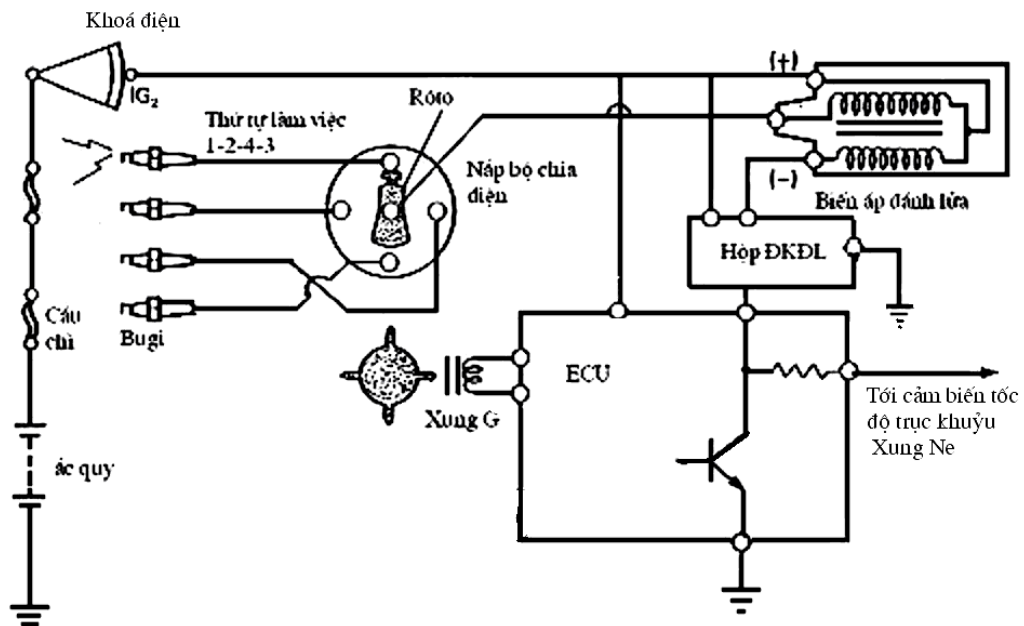 Khoá điện
IG₂
Thứ tự làm việc
1-2-4-3
Rôto
Nắp bộ chia
điện
(+)
(-)
Biến áp đánh lửa
Hộp ĐKĐL
Cầu
chì
Bugi
Xung G
ECU
Tới cảm biến tốc
độ trục khuỷu
Xung Ne
ắc quy